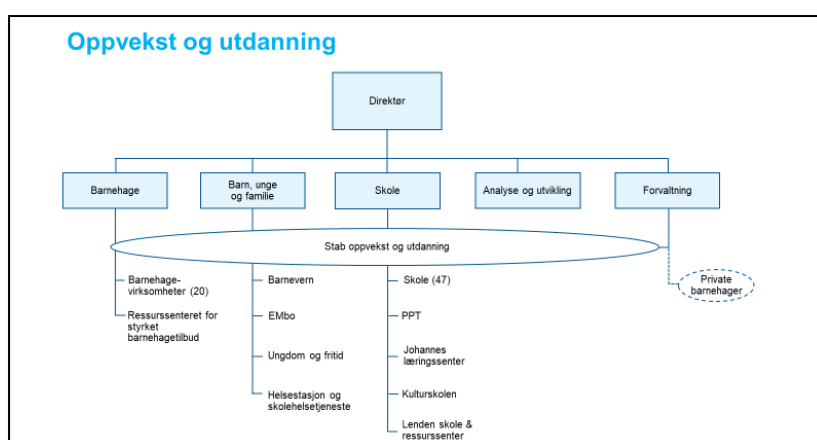 Oppvekst og utdanning
Direktør
Barnehage
Barn, unge
og familie
Skole
Analyse og utvikling
Forvaltning
Stab oppvekst og utdanning
Barnehage-
virksomheter (20)
Ressurssenteret for
styrket
barnehagetilbud
Barnevern
EMbo
Ungdom og fritid
Helsestasjon og
skolehelsetjeneste
Skole (47)
PPT
Johannes
læringssenter
Kulturskolen
Lenden skole &
ressurssenter
Private
barnehager